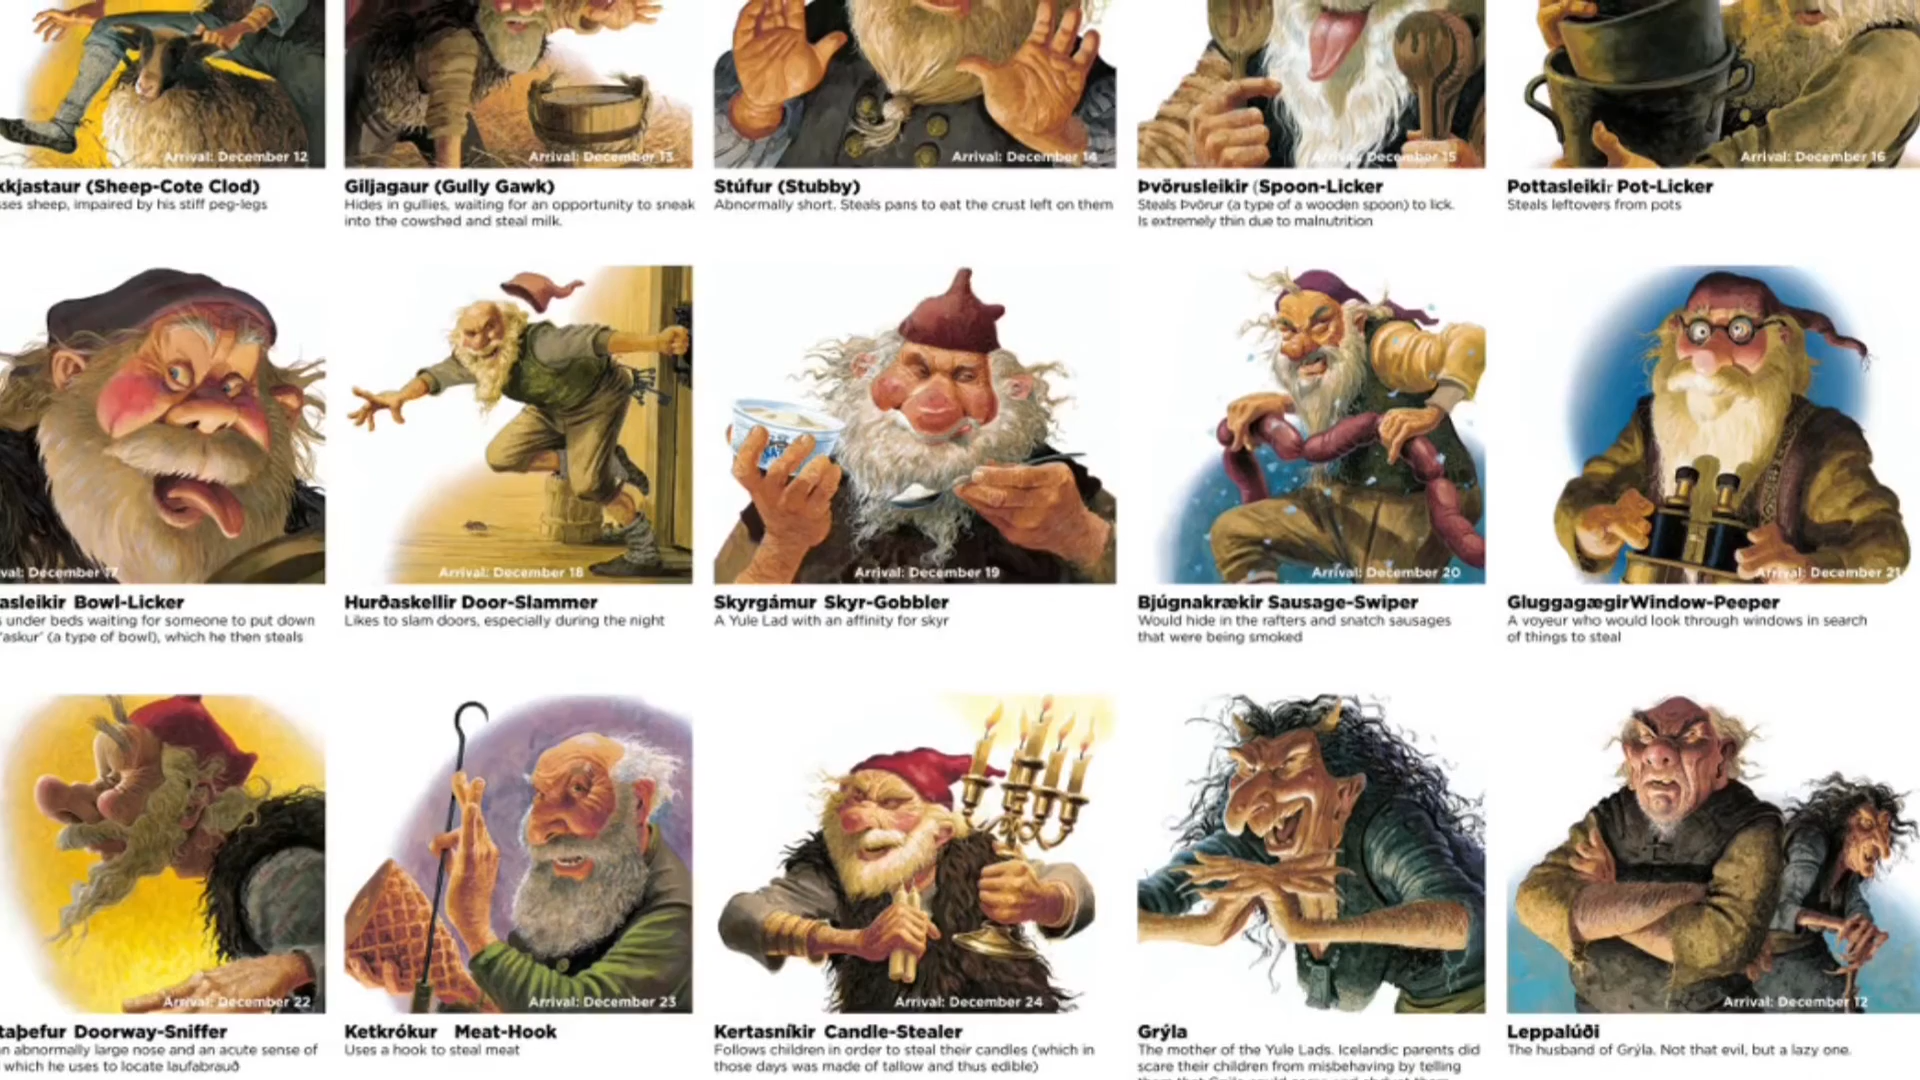 Arrival: December 12
Arrival: December 13
Arrival: December 14
Arrival: December 15
Arrival: December 16
kkjastaur (Sheep-Cote Clod)
sses sheep, impaired by his stiff peg-legs
Giljagaur (Gully Gawk)
Hides in gullies, waiting for an opportunity to sneak
into the cowshed and steal milk.
Stúfur (Stubby)
Abnormally short. Steals pans to eat the crust left on them
Þvörusleikir (Spoon-Licker
Steals Þvörur (a type of a wooden spoon) to lick.
Is extremely thin due to malnutrition
Pottasleikir Pot-Licker
Steals leftovers from pots
val: December 17
Arrival: December 18
Arrival: December 19
Arrival: December 20
Arrival: December 21
asleikir Bowl-Licker
s under beds waiting for someone to put down
'askur' (a type of bowl), which he then steals
Hurðaskellir Door-Slammer
Likes to slam doors, especially during the night
Skyrgámur Skyr-Gobbler
A Yule Lad with an affinity for skyr
Bjúgnakrækir Sausage-Swiper
Would hide in the rafters and snatch sausages
that were being smoked
GluggagægirWindow-Peeper
A voyeur who would look through windows in search
of things to steal
Arrival: December 22
Arrival: December 23
Arrival: December 24
Arrival: December 12
taþefur Doorway-Sniffer
n abnormally large nose and an acute sense of
which he uses to locate laufabrauð
Ketkrókur Meat-Hook
Uses a hook to steal meat
Kertasníkir Candle-Stealer
Follows children in order to steal their candles (which in
those days was made of tallow and thus edible)
Grýla
The mother of the Yule Lads. Icelandic parents did
scare their children from misbehaving by telling
Leppalúði
The husband of Grýla. Not that evil, but a lazy one.